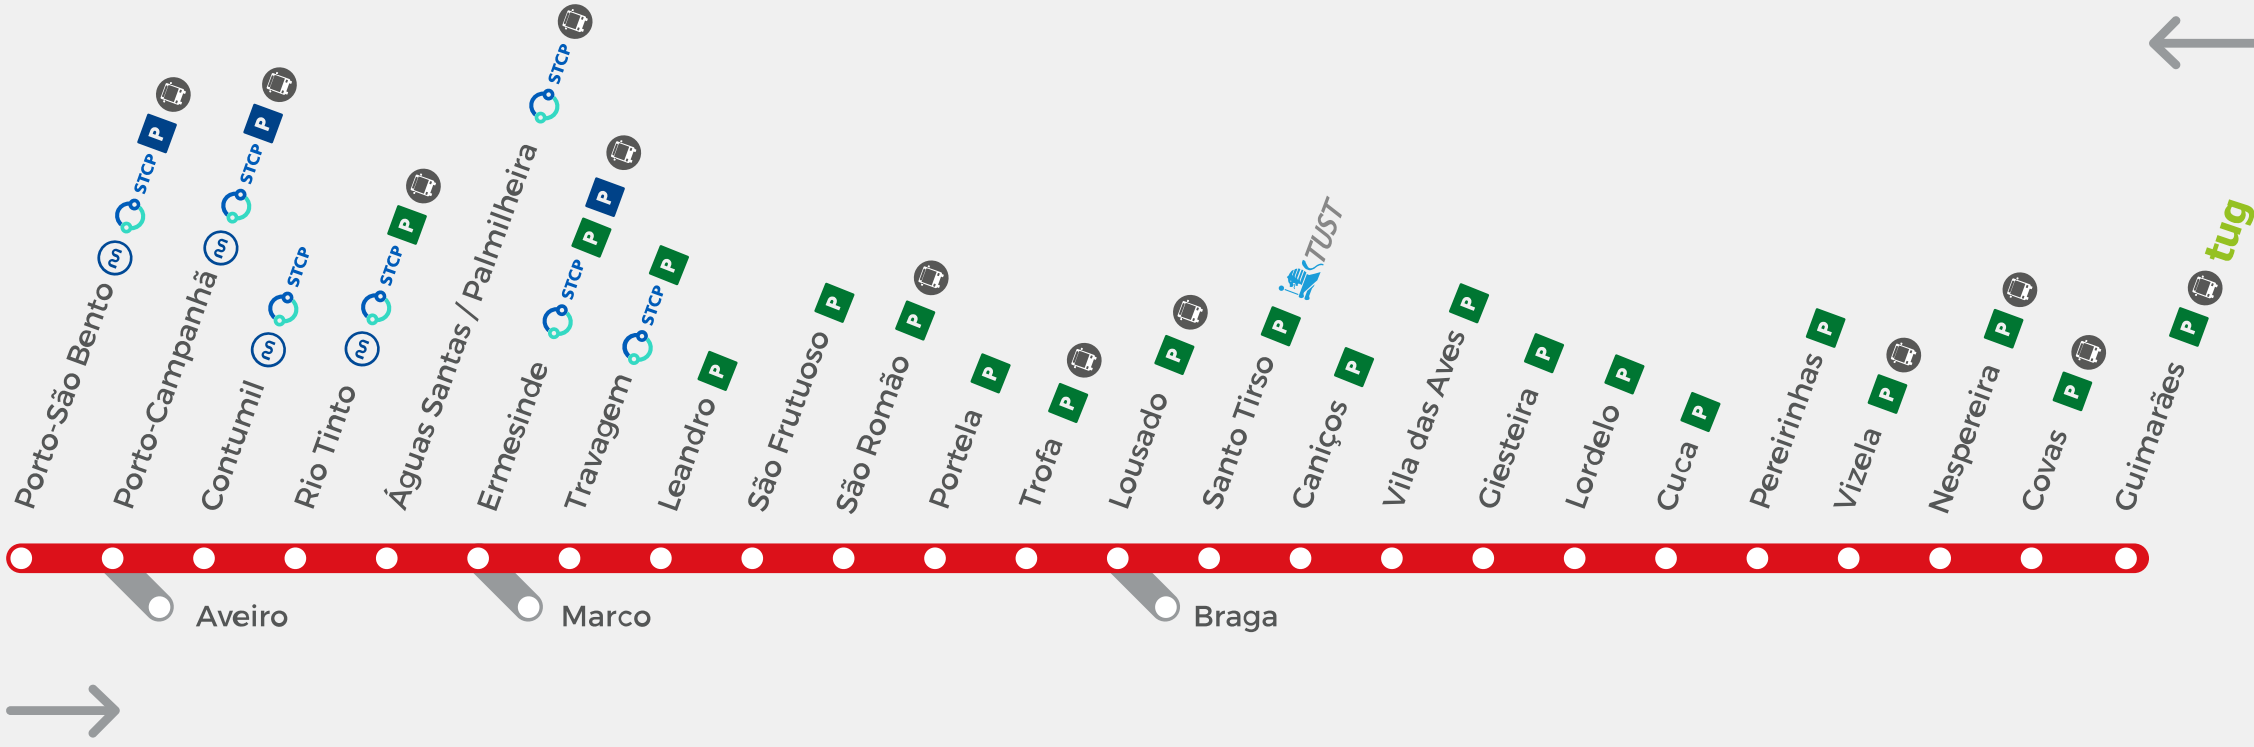 Porto-São Bento STCP P
Porto-Campanhã STCP P
Contumil STCP
Rio Tinto STCP P
Águas Santas / Palmilheira STCP
Ermesinde STCP P P
Travagem STCP P
Leandro P
São Frutuoso P
São Romão P
Portela P
Trofa P
Lousado P
Santo Tirso P TUST
Caniços P
Vila das Aves P
Giesteira P
Lordelo P
Cuca P
Pereirinhas P
Vizela P
Nespereira P
Covas P
Guimarães P tug
Aveiro
Marco
Braga